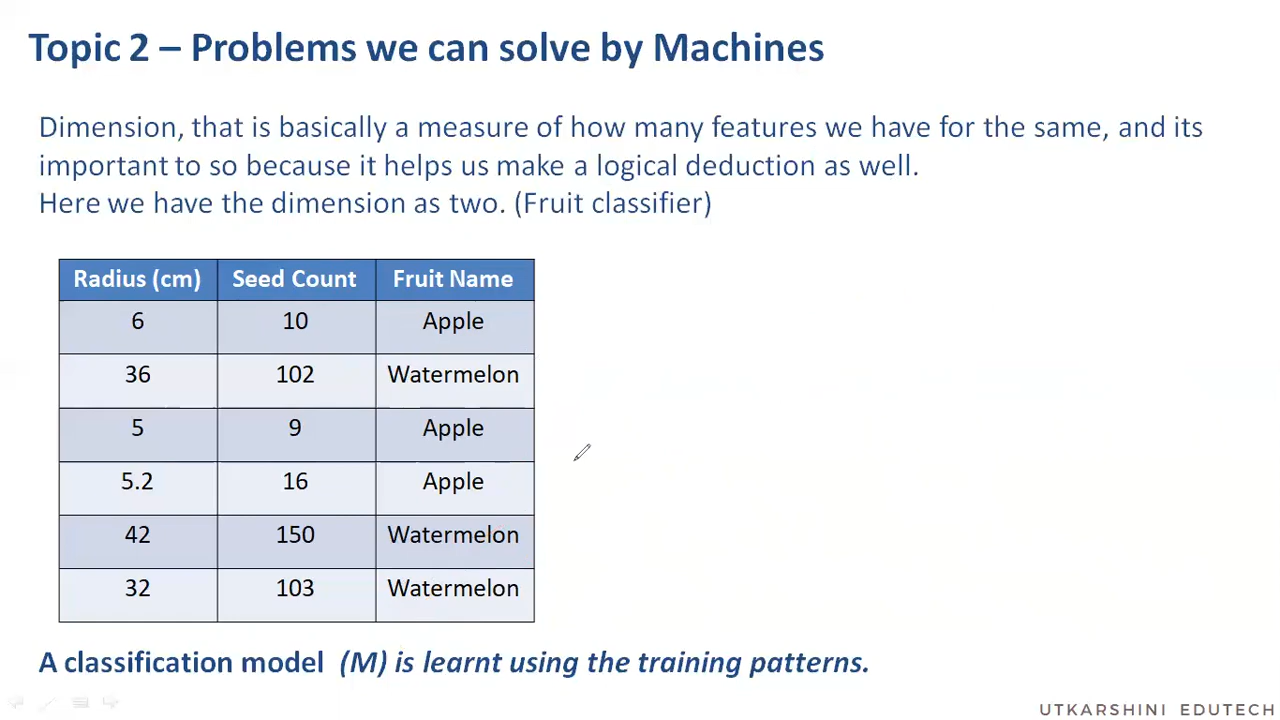 Topic 2 – Problems we can solve by Machines
Dimension, that is basically a measure of how many features we have for the same, and its
important to so because it helps us make a logical deduction as well.
Here we have the dimension as two. (Fruit classifier)
Radius (cm) Seed Count Fruit Name
6 10 Apple
36 102 Watermelon
5 9 Apple
5.2 16 Apple
42 150 Watermelon
32 103 Watermelon
A classification model (M) is learnt using the training patterns.
UTKARSHINI EDUTECH